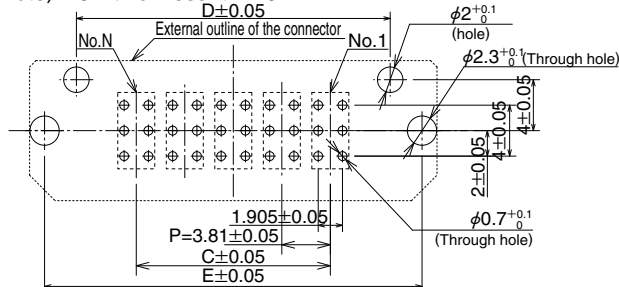 D±0.05
External outline of the connector
No.N
No.1
φ2 +0.1 0
(hole)
φ2.3 +0.1 0 (Through hole)
4±0.05
4±0.05
2±0.05
1.905±0.05
P=3.81±0.05
C±0.05
E±0.05
φ0.7 +0.1 0
(Through hole)